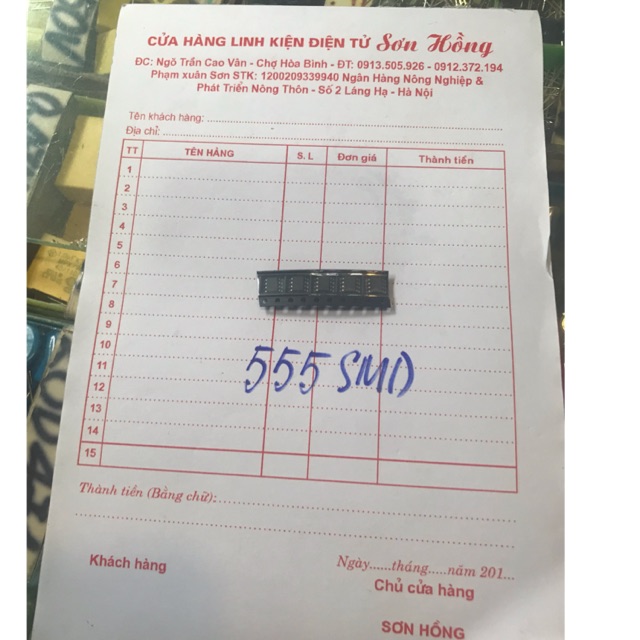 CỬA HÀNG LINH KIỆN ĐIỆN TỬ Sơn Hồng
ĐC: Ngõ Trần Cao Vân - Chợ Hòa Bình - ĐT: 0913.505.926 - 0912.372.194
Phạm xuân Sơn STK: 1200209339940 Ngân Hàng Nông Nghiệp &
Phát Triển Nông Thôn - Số 2 Láng Hạ - Hà Nội
Tên khách hàng:
Địa chỉ:
TT TÊN HÀNG S.L Đơn giá Thành tiền
1
2
3
4
5
6
7
8
9
10
11
555 SMD
12
13
14
15
Thành tiền (Bằng chữ):
Ngày......tháng.....năm 201...
Khách hàng Chủ cửa hàng
SƠN HỒNG